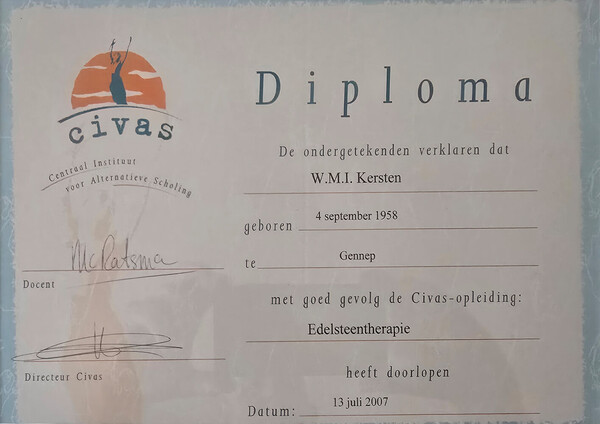 civas
Centraal Instituut
voor Alternatieve Scholing
Diploma
De ondergetekenden verklaren dat
W.M.I. Kersten
geboren 4 september 1958
te Gennep
met goed gevolg de Civas-opleiding:
Edelsteentherapie
heeft doorlopen
Datum: 13 juli 2007
McRatsma
Docent
Directeur Civas